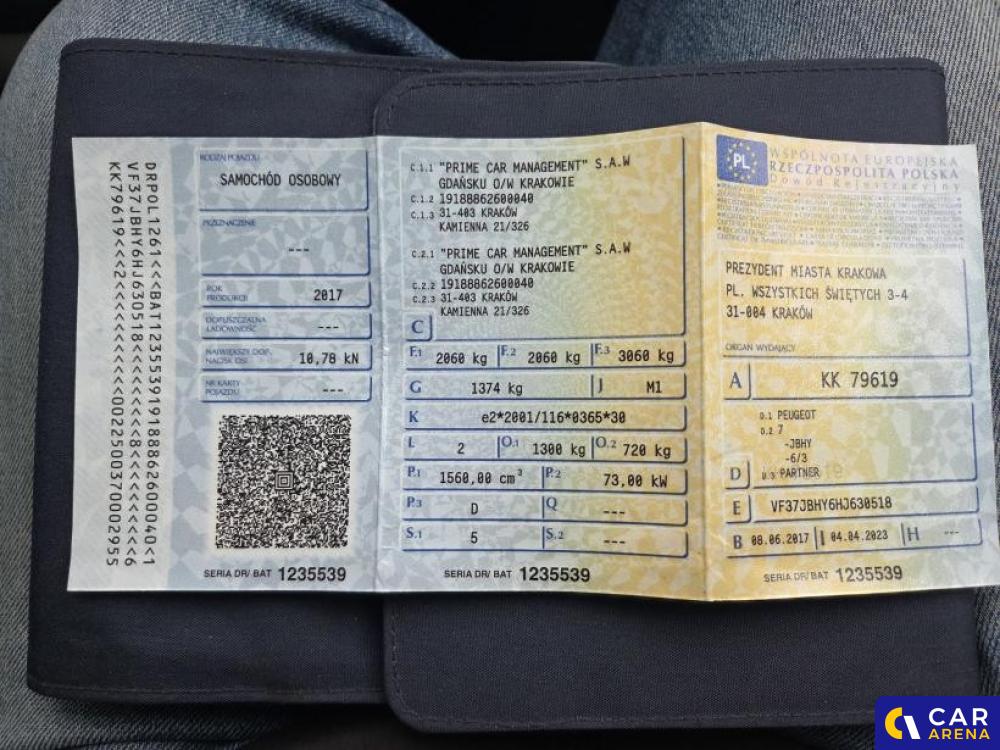 DRPOL1261<<BAT1235539191888626000​40<1
VF37JBHY6HJ630518<<<<<<<8<<<<<<<6
KK79619<<<2<<<<<<<<<<<002250037​0002955
RODZAJ POJAZDU
SAMOCHÓD OSOBOWY
PRZEZNACZENIE
---
ROK PRODUKCJI
2017
DOPUSZCZALNA ŁADOWNOŚĆ
---
NAJWIĘKSZY DOP. NACISK OSI
10,78 kN
NR KARTY POJAZDU
---
SERIA DR/ BAT 1235539
C.1.1 "PRIME CAR MANAGEMENT" S.A.W
GDAŃSKU O/W KRAKOWIE
C.1.2 19188862600040
C.1.3 31-403 KRAKÓW
KAMIENNA 21/326
C.2.1 "PRIME CAR MANAGEMENT" S.A.W
GDAŃSKU O/W KRAKOWIE
C.2.2 19188862600040
C.2.3 31-403 KRAKÓW
KAMIENNA 21/326
C
F.1 2060 kg F.2 2060 kg F.3 3060 kg
G 1374 kg J M1
K e2*2001/116*0365*30
L 2 O.1 1300 kg O.2 720 kg
P.1 1560,00 cm³ P.2 73,00 kW
P.3 D Q ---
S.1 5 S.2 ---
SERIA DR/ BAT 1235539
PL
WSPÓLNOTA EUROPEJSKA
RZECZPOSPOLITA POLSKA
Dowód Rejestracyjny
PREZYDENT MIASTA KRAKOWA
PL. WSZYSTKICH ŚWIĘTYCH 3-4
31-004 KRAKÓW
ORGAN WYDAJĄCY
A KK 79619
D.1 PEUGEOT
D.2 7
-JBHY
-6/3
D D.3 PARTNER
E VF37JBHY6HJ630518
B 08.06.2017 I 04.04.2023 H ---
SERIA DR/ BAT 1235539
CAR
ARENA